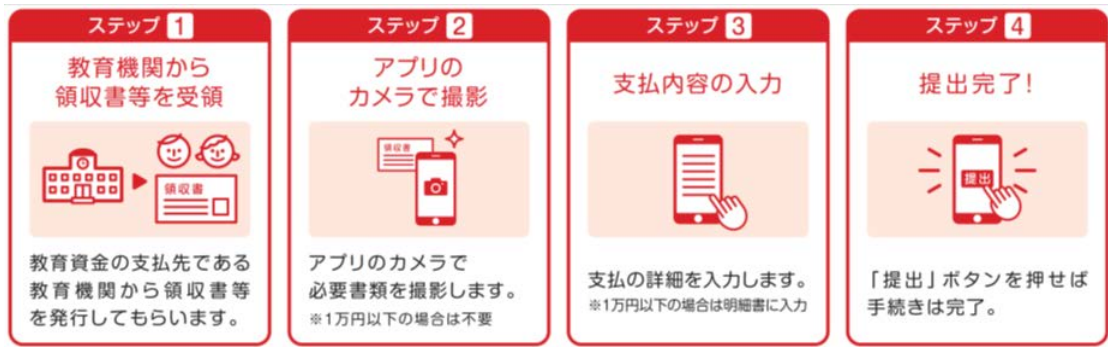 ステップ 1
教育機関から
領収書等を受領
領収書
教育資金の支払先である
教育機関から領収書等
を発行してもらいます。
ステップ 2
アプリの
カメラで撮影
領収書
アプリのカメラで
必要書類を撮影します。
※1万円以下の場合は不要
ステップ 3
支払内容の入力
支払の詳細を入力します。
※1万円以下の場合は明細書に入力
ステップ 4
提出完了!
提出
「提出」ボタンを押せば
手続きは完了。